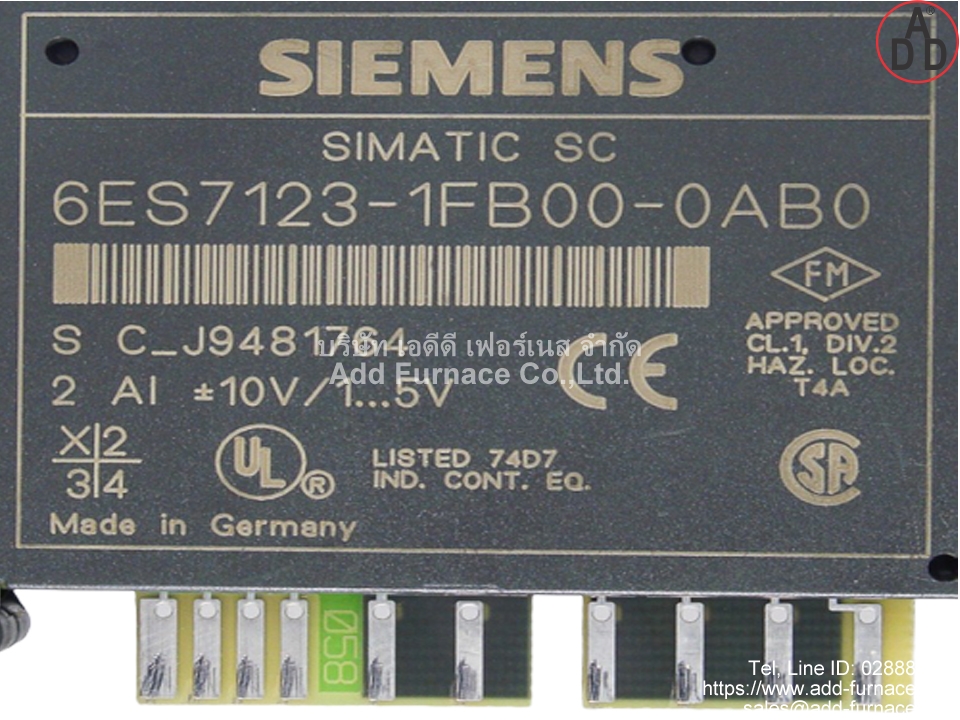 ADD®
SIEMENS
SIMATIC SC
6ES7123-1FB00-0AB0
FM
APPROVED
CL.1, DIV.2
HAZ. LOC.
T4A
S C_J9481764
บริษัท เอดีดี เฟอร์เนส จำกัด
Add Furnace Co.,Ltd.
2 AI ±10V/1...5V
CE
X 2
3 4
UL®
LISTED 74D7
IND. CONT. EQ.
SA
Made in Germany
058
Tel. Line ID: 02888
https://www.add-furnace
sales@add-furnac